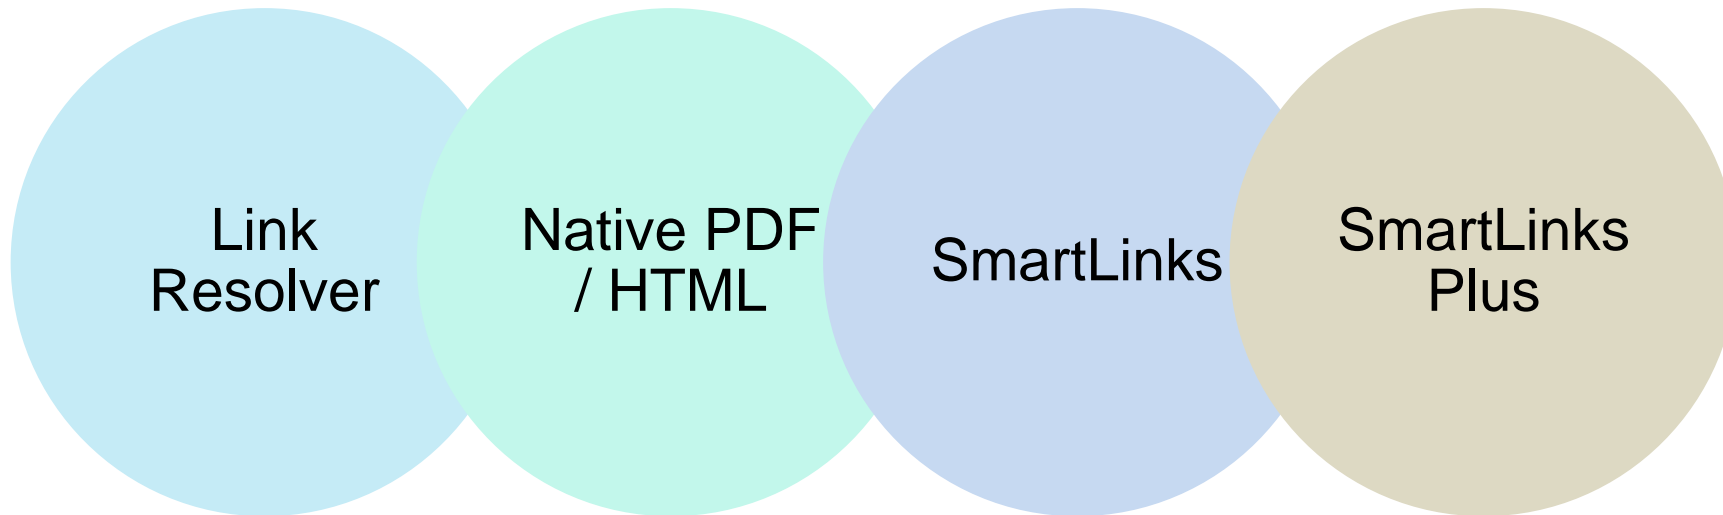 Link
Resolver
Native PDF
/ HTML
SmartLinks
SmartLinks
Plus